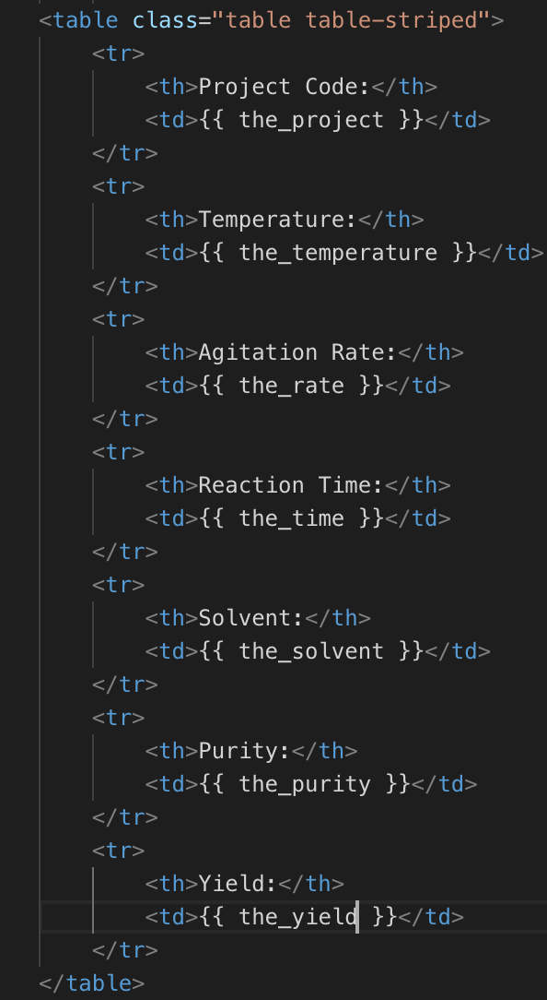 <table class="table table-striped">
    <tr>
        <th>Project Code:</th>
        <td>{{ the_project }}</td>
    </tr>
    <tr>
        <th>Temperature:</th>
        <td>{{ the_temperature }}</td>
    </tr>
    <tr>
        <th>Agitation Rate:</th>
        <td>{{ the_rate }}</td>
    </tr>
    <tr>
        <th>Reaction Time:</th>
        <td>{{ the_time }}</td>
    </tr>
    <tr>
        <th>Solvent:</th>
        <td>{{ the_solvent }}</td>
    </tr>
    <tr>
        <th>Purity:</th>
        <td>{{ the_purity }}</td>
    </tr>
    <tr>
        <th>Yield:</th>
        <td>{{ the_yield }}</td>
    </tr>
</table>